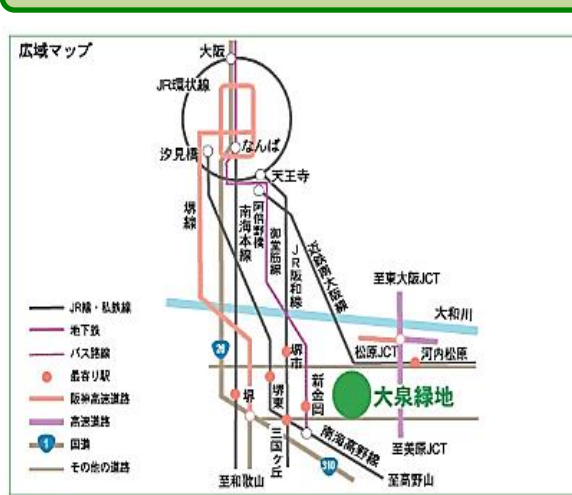 広域マップ
大阪
JR環状線
なんば
汐見橋
天王寺
阿倍野橋
堺線
南海本線
御堂筋線
JR阪和線
近鉄南大阪線
至東大阪JCT
大和川
松原JCT
河内松原
JR線・私鉄線
地下鉄
バス路線
最寄り駅
阪神高速道路
高速道路
1
国道
その他の道路
26
堺市
堺東
新金岡
大泉緑地
堺
三国ヶ丘
南海高野線
至美原JCT
310
至和歌山
至高野山